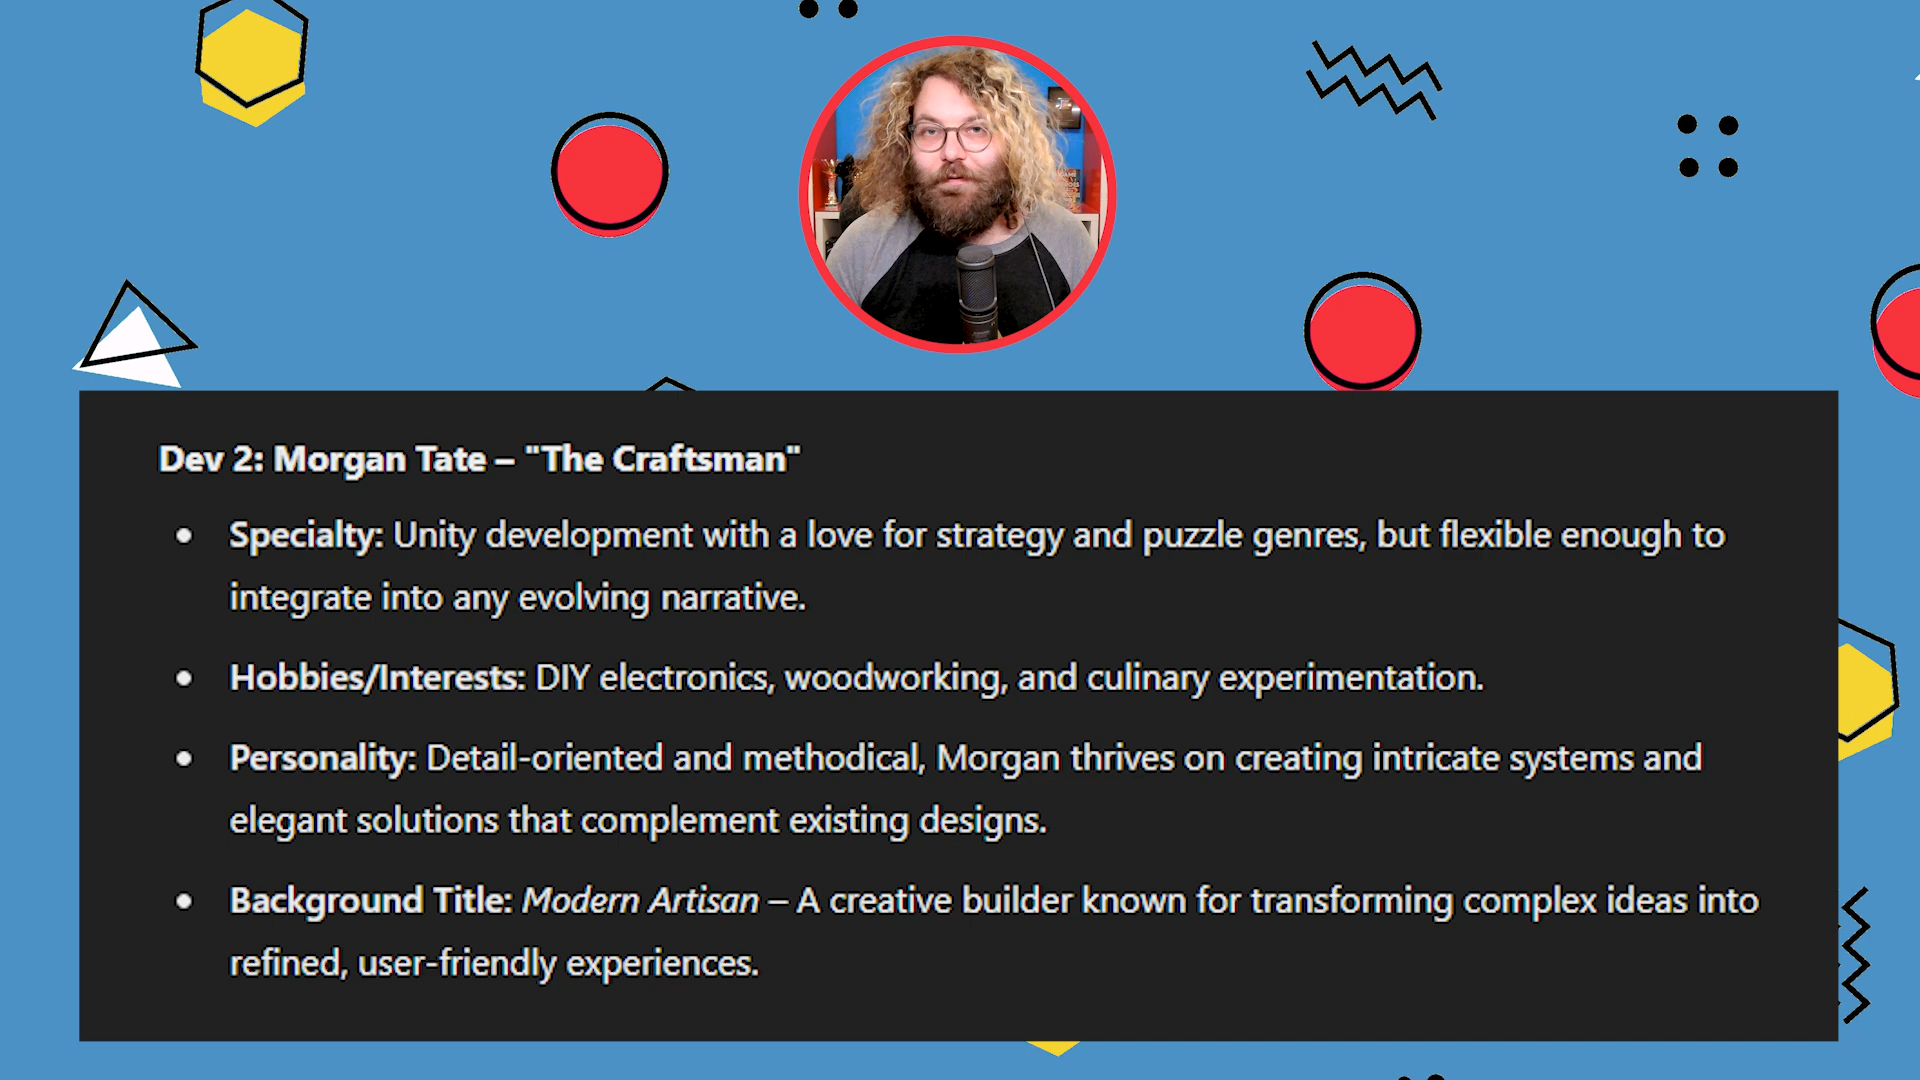 Dev 2: Morgan Tate – "The Craftsman"
• Specialty: Unity development with a love for strategy and puzzle genres, but flexible enough to
integrate into any evolving narrative.
• Hobbies/Interests: DIY electronics, woodworking, and culinary experimentation.
• Personality: Detail-oriented and methodical, Morgan thrives on creating intricate systems and
elegant solutions that complement existing designs.
• Background Title: Modern Artisan – A creative builder known for transforming complex ideas into
refined, user-friendly experiences.